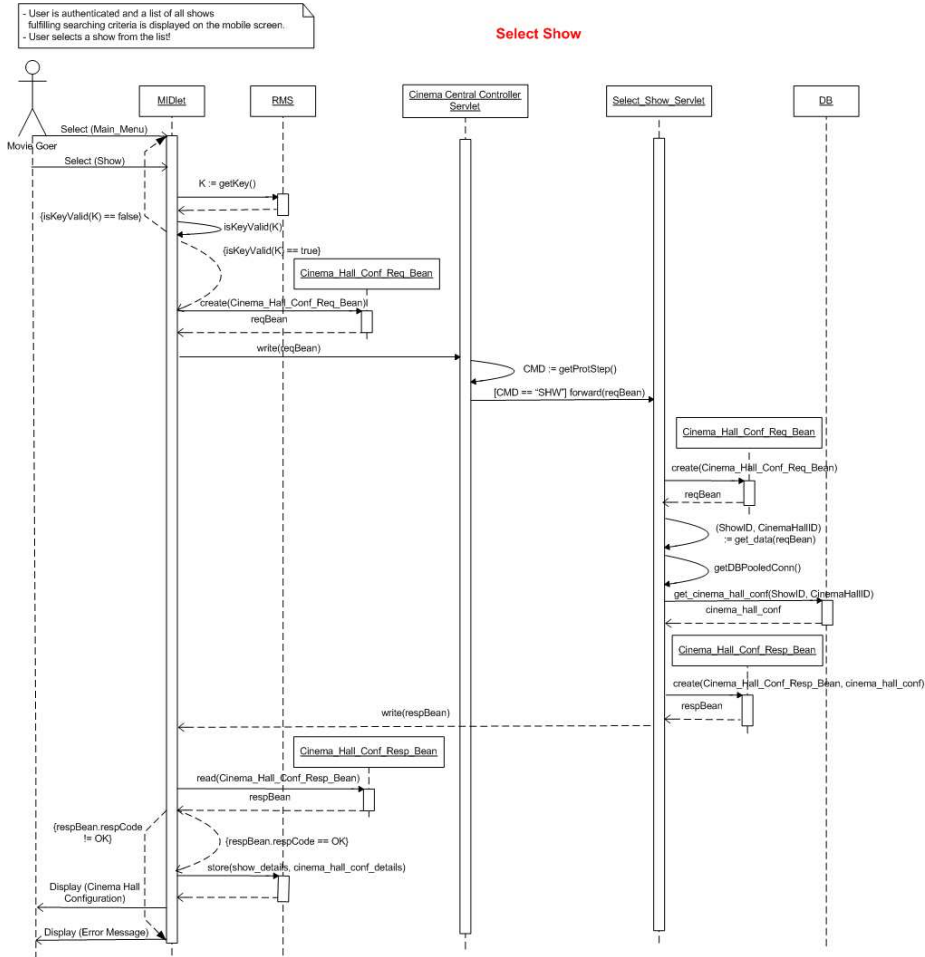 - User is authenticated and a list of all shows
fulfilling searching criteria is displayed on the mobile screen.
- User selects a show from the list!
Select Show
MIDlet
RMS
Cinema Central Controller
Servlet
Select_Show_Servlet
DB
Movie Goer
Select (Main_Menu)
Select (Show)
K := getKey()
{isKeyValid(K) == false}
isKeyValid(K)
{isKeyValid(K) == true}
Cinema_Hall_Conf_Req_Bean
create(Cinema_Hall_Conf_Req_Bean)
reqBean
write(reqBean)
CMD := getProtStep()
[CMD == “SHW”] forward(reqBean)
Cinema_Hall_Conf_Req_Bean
create(Cinema_Hall_Conf_Req_Bean)
reqBean
(ShowID, CinemaHallID)
:= get_data(reqBean)
getDBPooledConn()
get_cinema_hall_conf(ShowID, CinemaHallID)
cinema_hall_conf
Cinema_Hall_Conf_Resp_Bean
create(Cinema_Hall_Conf_Resp_Bean, cinema_hall_conf)
respBean
write(respBean)
Cinema_Hall_Conf_Resp_Bean
read(Cinema_Hall_Conf_Resp_Bean)
respBean
{respBean.respCode
!= OK}
{respBean.respCode == OK}
store(show_details, cinema_hall_conf_details)
Display (Cinema Hall
Configuration)
Display (Error Message)